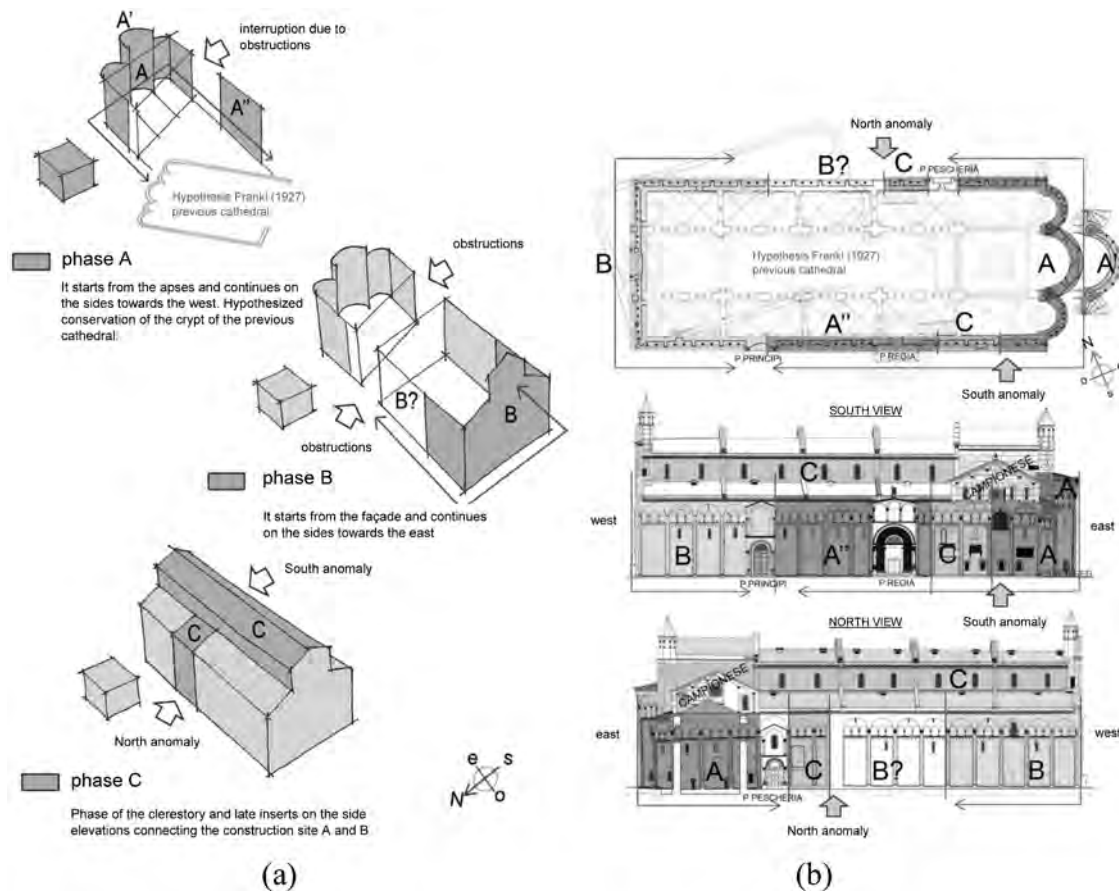 A'
interruption due to
obstructions
A
A''
Hypothesis Frankl (1927)
previous cathedral
phase A
It starts from the apses and continues on
the sides towards the west. Hypothesized
conservation of the crypt of the previous
cathedral.
obstructions
B?
B
obstructions
phase B
It starts from the façade and continues
on the sides towards the east
South anomaly
C
C
North anomaly
e s
N o
phase C
Phase of the clerestory and late inserts on the side
elevations connecting the construction site A and B
(a)
North anomaly
B? C
P.PESCHERIA
Hypothesis Frankl (1927)
previous cathedral
B
A A
A'' C
P.PRINCIPI P.REGIA
N
o
s
South anomaly
SOUTH VIEW
C
CAMPIONESE
A
west east
B A'' C A
P.PRINCIPI P.REGIA
South anomaly
NORTH VIEW
C
CAMPIONESE
east west
A C B? B
P PESCHERIA
North anomaly
(b)